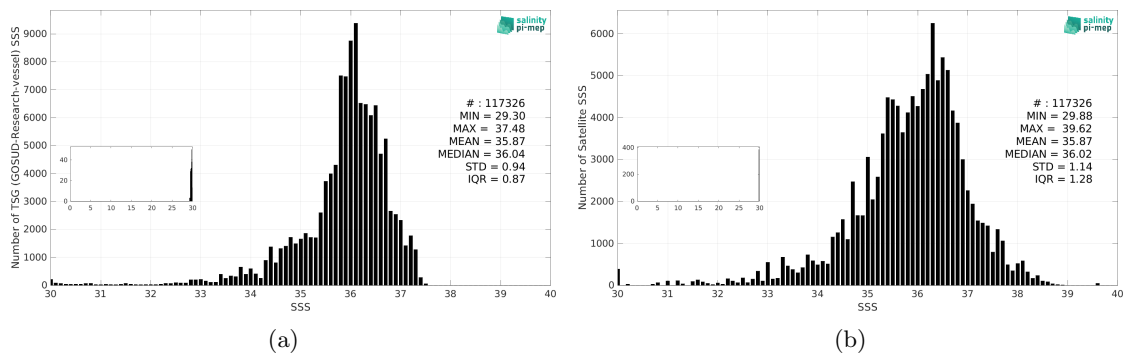 Number of TSG (GOSUD-Research-vessel) SSS
9000
8000
7000
6000
5000
4000
3000
2000
1000
0
30 31 32 33 34 35 36 37 38 39 40
SSS
salinity
pi-mep
# : 117326
MIN = 29.30
MAX = 37.48
MEAN = 35.87
MEDIAN = 36.04
STD = 0.94
IQR = 0.87
40
20
0
0 5 10 15 20 25 30
(a)
Number of Satellite SSS
6000
5000
4000
3000
2000
1000
0
30 31 32 33 34 35 36 37 38 39 40
SSS
salinity
pi-mep
# : 117326
MIN = 29.88
MAX = 39.62
MEAN = 35.87
MEDIAN = 36.02
STD = 1.14
IQR = 1.28
400
200
0
0 5 10 15 20 25 30
(b)